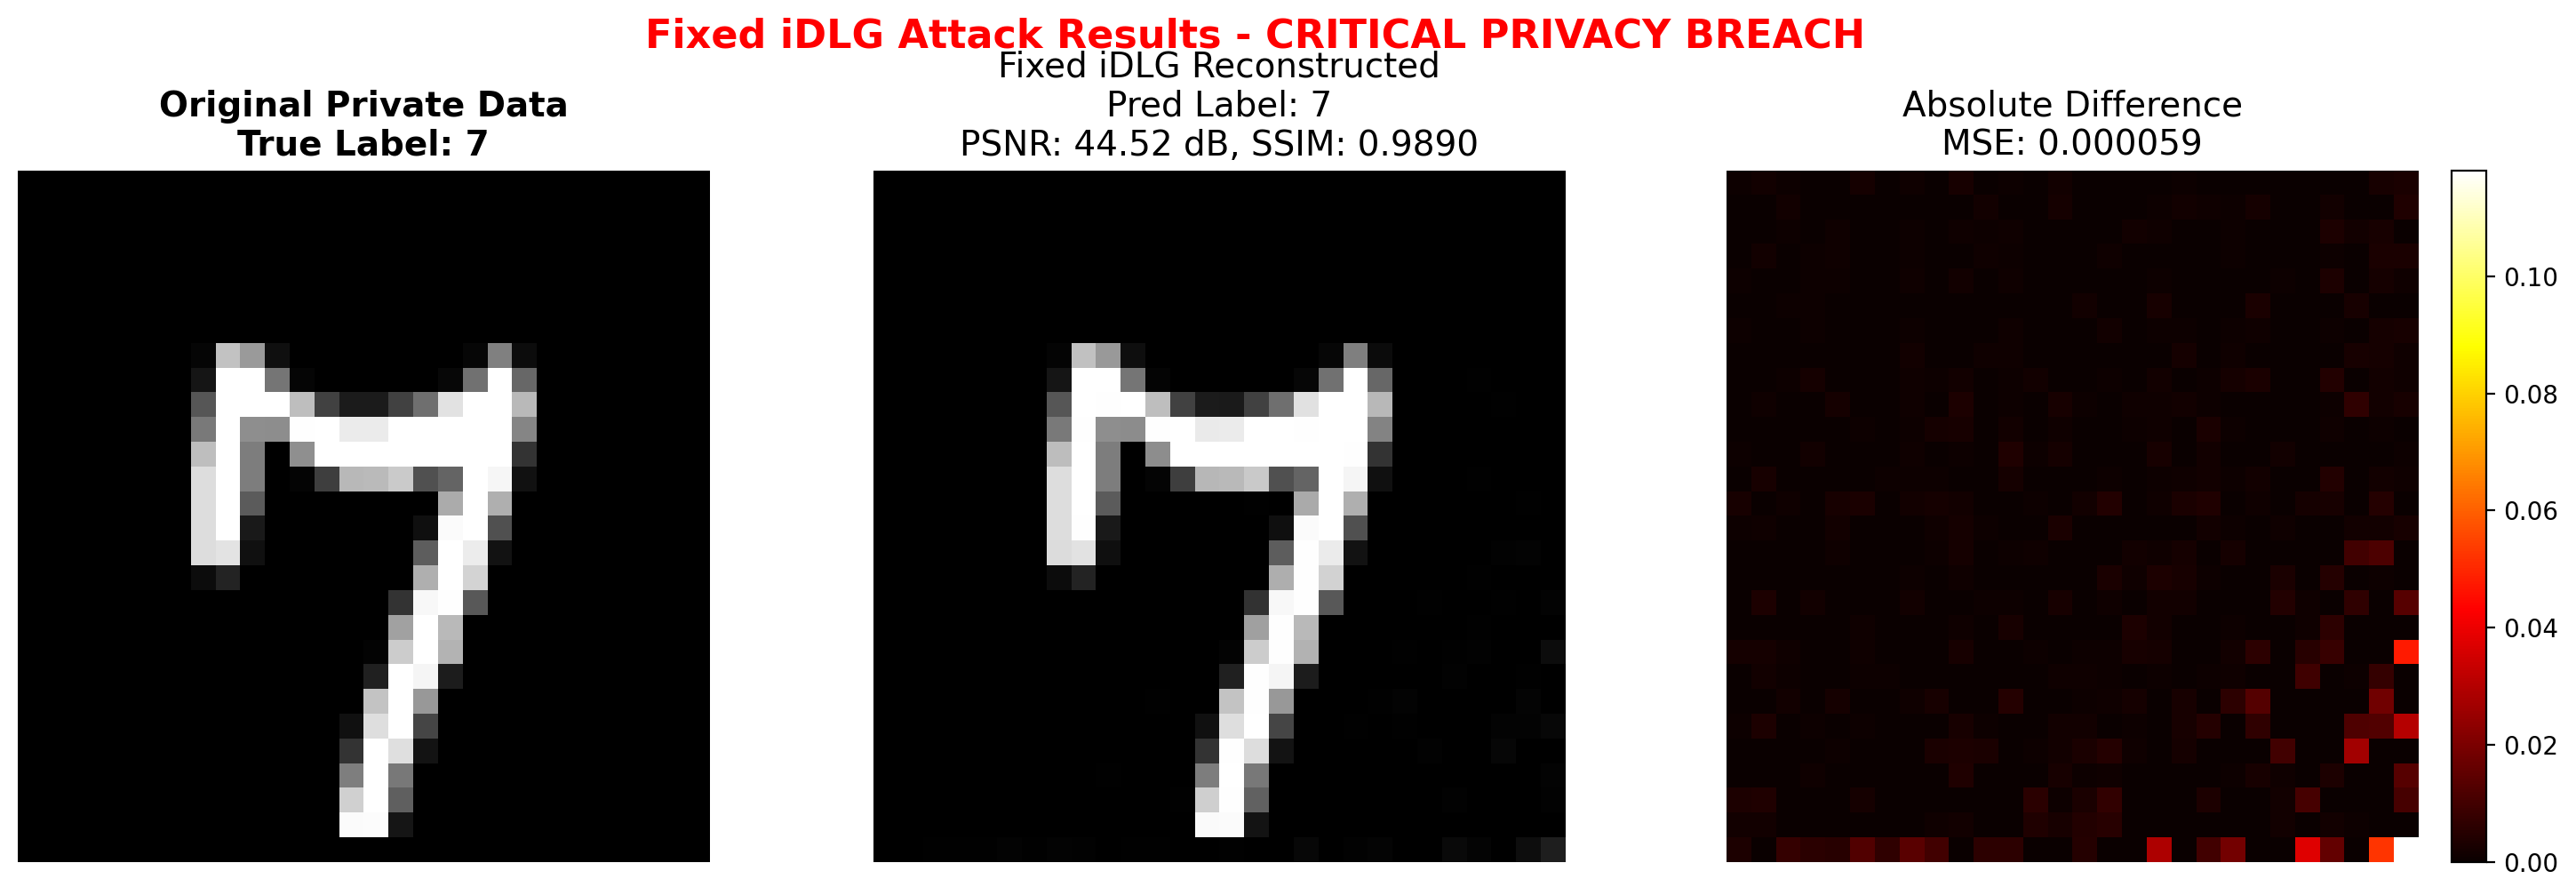 Fixed iDLG Attack Results - CRITICAL PRIVACY BREACH
Original Private Data
True Label: 7
Fixed iDLG Reconstructed
Pred Label: 7
PSNR: 44.52 dB, SSIM: 0.9890
Absolute Difference
MSE: 0.000059
7
7
0.10
0.08
0.06
0.04
0.02
0.00